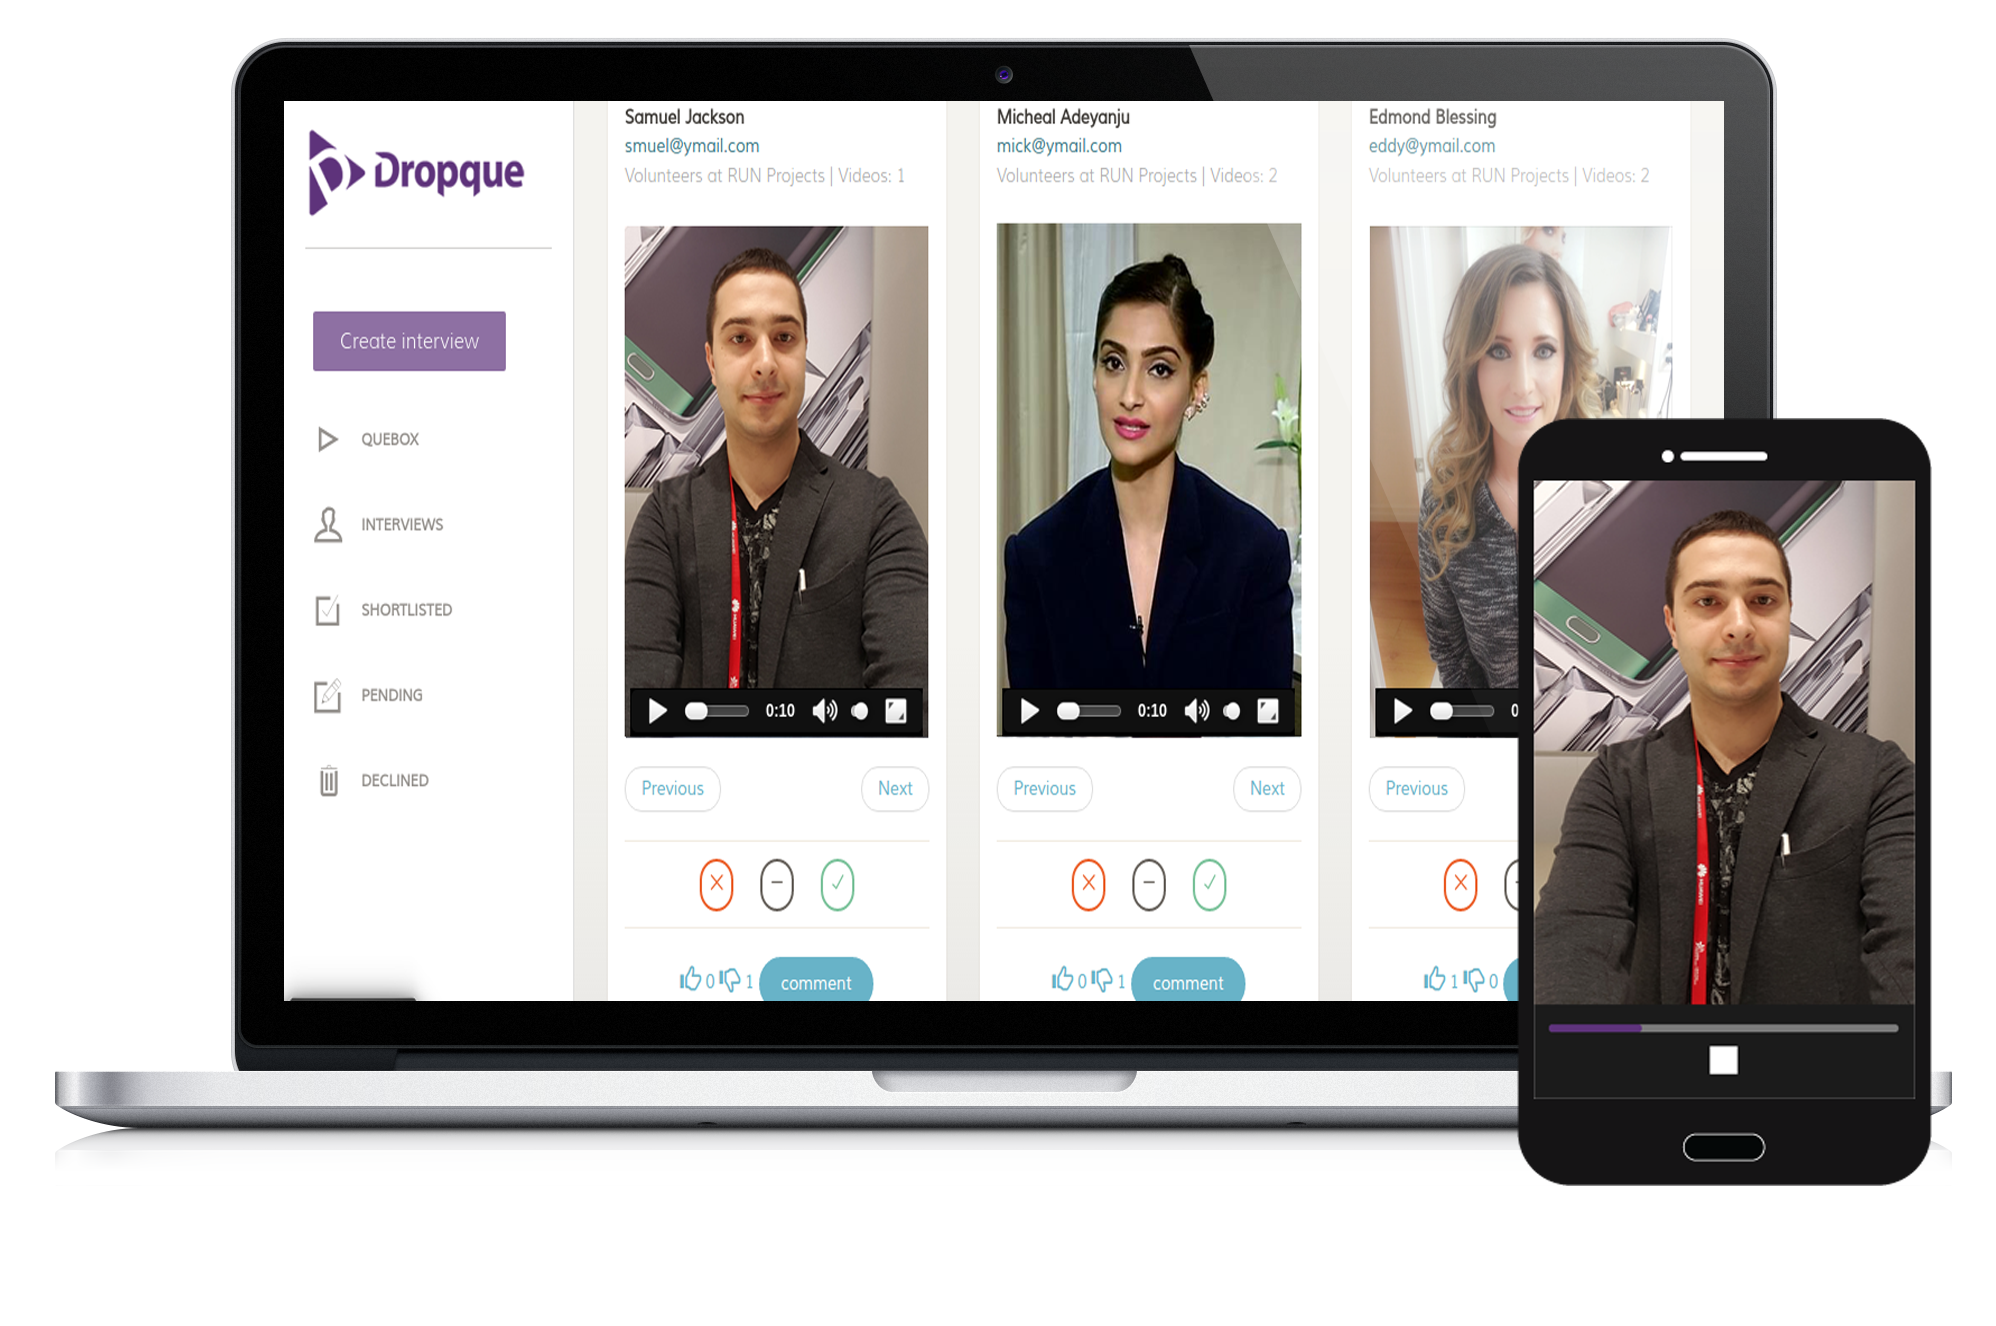 Dropque
Create interview
QUEBOX
INTERVIEWS
SHORTLISTED
PENDING
DECLINED
Samuel Jackson
smuel@ymail.com
Volunteers at RUN Projects | Videos: 1
0:10
Previous
Next
0
1
comment
Micheal Adeyanju
mick@ymail.com
Volunteers at RUN Projects | Videos: 2
0:10
Previous
Next
0
1
comment
Edmond Blessing
eddy@ymail.com
Volunteers at RUN Projects | Videos: 2
0
Previous
1
0
HUAWEI